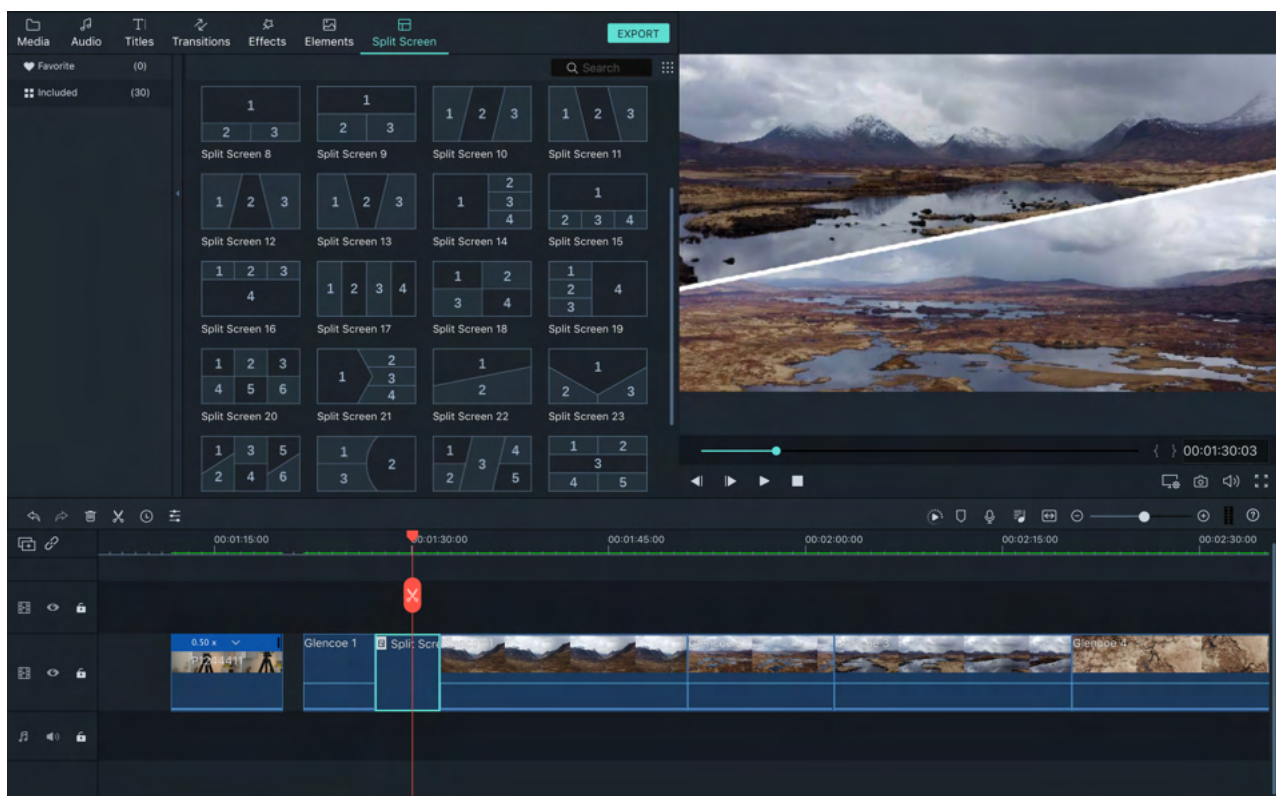 Media Audio Titles Transitions Effects Elements Split Screen EXPORT
Favorite (0)
Search
Included (30)
1 2 3
1 2 3
1 2 3
1 2 3
Split Screen 8 Split Screen 9 Split Screen 10 Split Screen 11
1 2 3
1 2 3
1 2 3 4
1 2 3 4
Split Screen 12 Split Screen 13 Split Screen 14 Split Screen 15
1 2 3 4
1 2 3 4
1 2 3 4
1 2 3 4
Split Screen 16 Split Screen 17 Split Screen 18 Split Screen 19
1 2 3 4 5 6
1 2 3 4
1 2
1 2 3
Split Screen 20 Split Screen 21 Split Screen 22 Split Screen 23
1 3 5 2 4 6
1 2 3
1 4 3 2 5
1 2 3 4 5
{ } 00:01:30:03
00:01:15:00 00:01:30:00 00:01:45:00 00:02:00:00 00:02:15:00 00:02:30:00
0.50 x
P1244411
Glencoe 1 Split Scre Glencoe 4